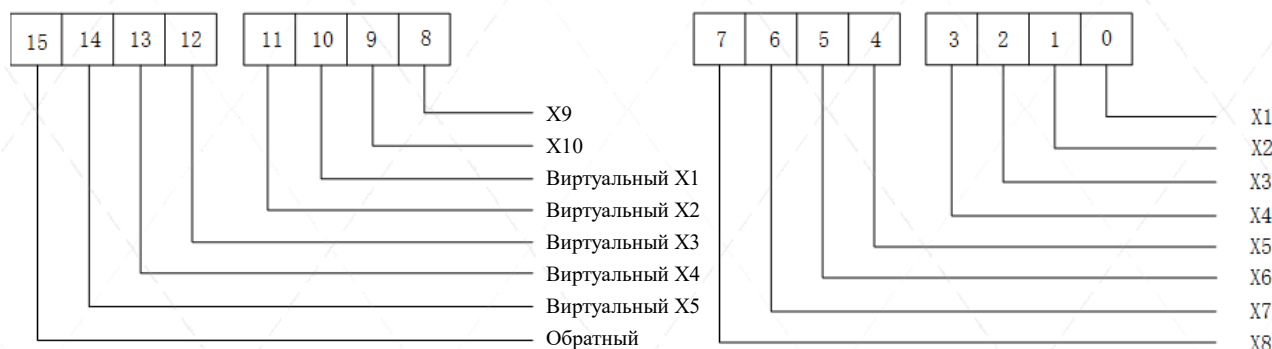 15 14 13 12 11 10 9 8
X9
X10
Виртуальный X1
Виртуальный X2
Виртуальный X3
Виртуальный X4
Виртуальный X5
Обратный
7 6 5 4 3 2 1 0
X1
X2
X3
X4
X5
X6
X7
X8